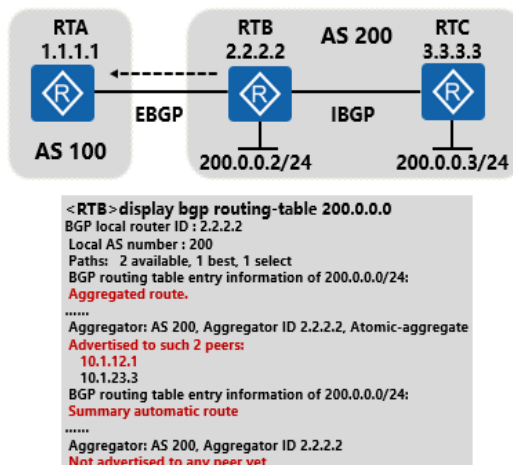 RTA
1.1.1.1
RTB
2.2.2.2
AS 200
RTC
3.3.3.3
R
R
R
EBGP
IBGP
AS 100
200.0.0.2/24
200.0.0.3/24
<RTB>display bgp routing-table 200.0.0.0
BGP local router ID : 2.2.2.2
Local AS number : 200
Paths: 2 available, 1 best, 1 select
BGP routing table entry information of 200.0.0.0/24:
Aggregated route.
......
Aggregator: AS 200, Aggregator ID 2.2.2.2, Atomic-aggregate
Advertised to such 2 peers:
10.1.12.1
10.1.23.3
BGP routing table entry information of 200.0.0.0/24:
Summary automatic route
......
Aggregator: AS 200, Aggregator ID 2.2.2.2
Not advertised to any peer yet